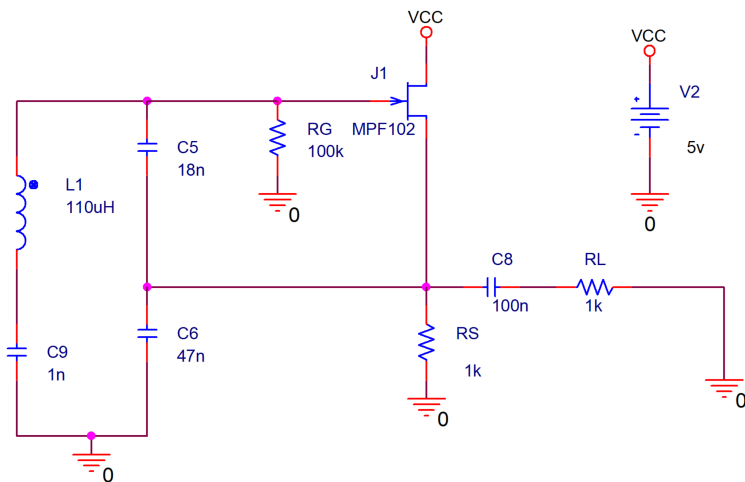 VCC
VCC
J1
V2
+
C5
RG
MPF102
18n
100k
-
5v
L1
110uH
0
0
C8
RL
100n
1k
C9
C6
RS
1n
47n
1k
0
0
0